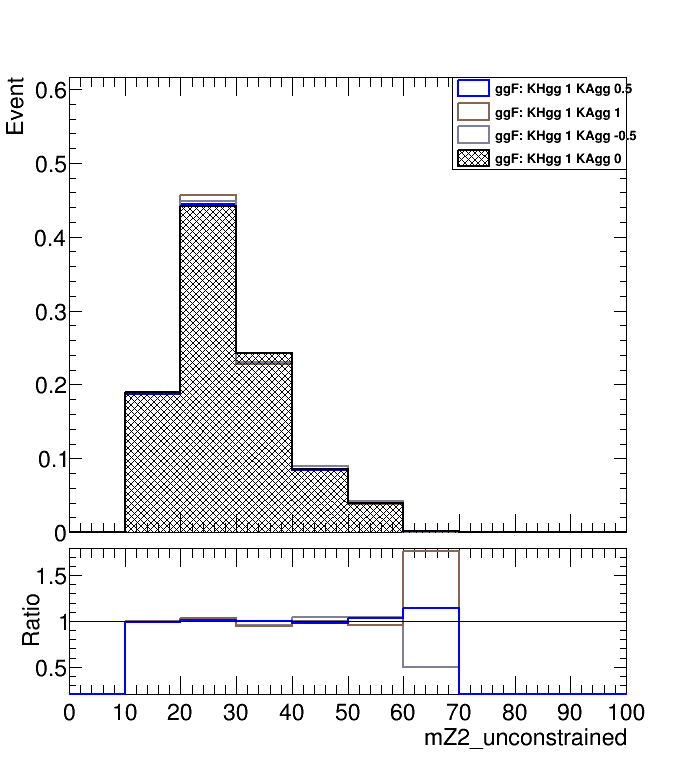 Event
0.6
0.5
0.4
0.3
0.2
0.1
0
ggF: KHgg 1 KAgg 0.5
ggF: KHgg 1 KAgg 1
ggF: KHgg 1 KAgg -0.5
ggF: KHgg 1 KAgg 0
Ratio
1.5
1
0.5
0 10 20 30 40 50 60 70 80 90 100
mZ2_unconstrained